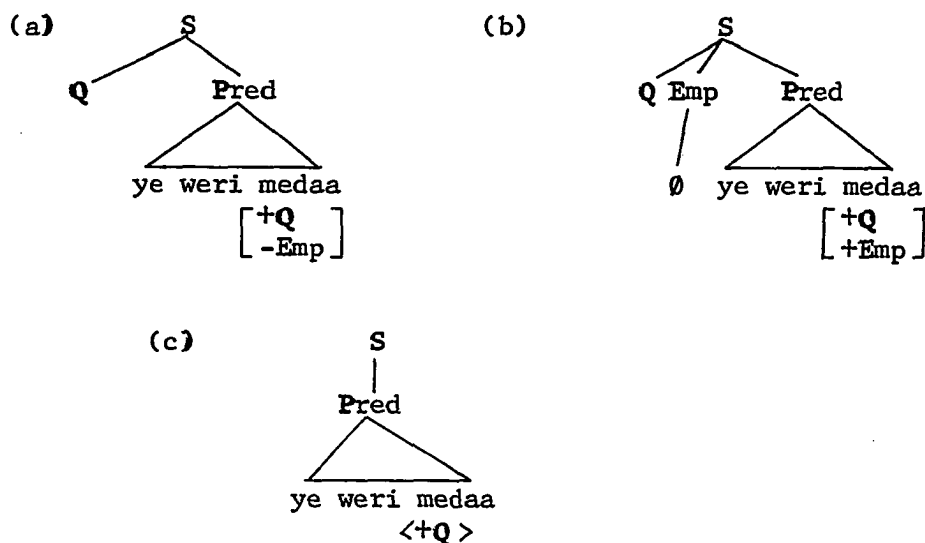 (a) S (b) S
Q Pred Q Emp Pred
ye weri medaa Ø ye weri medaa
[+Q [+Q
-Emp] +Emp]
(c) S
Pred
ye weri medaa
<+Q>